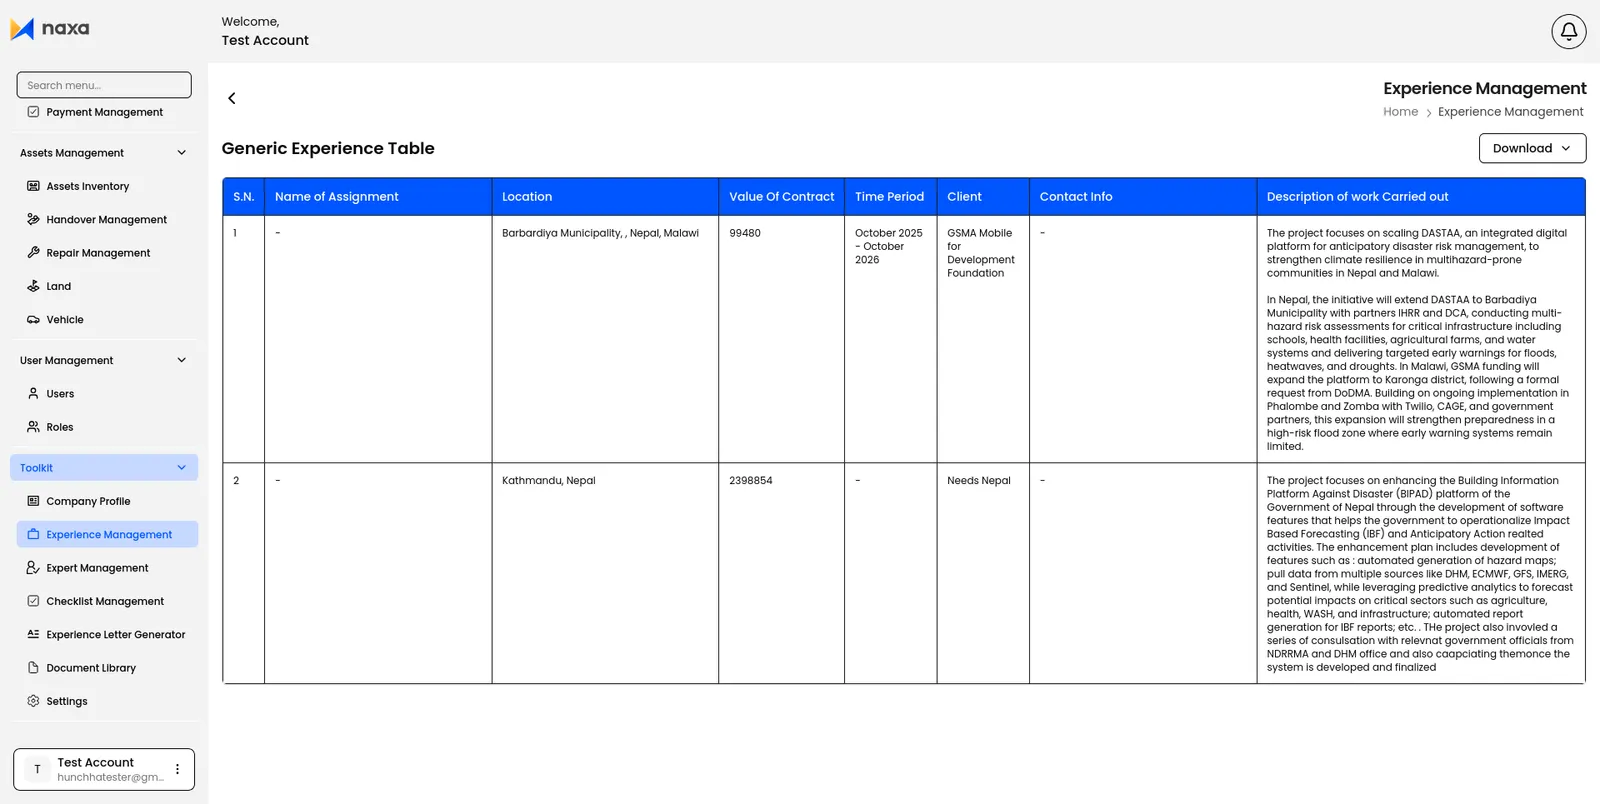 naxa
Welcome,
Test Account
Search menu...
Payment Management
Assets Management
Assets Inventory
Handover Management
Repair Management
Land
Vehicle
User Management
Users
Roles
Toolkit
Company Profile
Experience Management
Expert Management
Checklist Management
Experience Letter Generator
Document Library
Settings
T
Test Account
hunchhatester@gm...
Experience Management
Home > Experience Management
Generic Experience Table
Download
S.N. Name of Assignment Location Value Of Contract Time Period Client Contact Info Description of work Carried out
1
-
Barbardiya Municipality, , Nepal, Malawi
99480
October 2025
- October
2026
GSMA Mobile
for
Development
Foundation
-
The project focuses on scaling DASTAA, an integrated digital
platform for anticipatory disaster risk management, to
strengthen climate resilience in multihazard-prone
communities in Nepal and Malawi.
In Nepal, the initiative will extend DASTAA to Barbadiya
Municipality with partners IHRR and DCA, conducting multi-
hazard risk assessments for critical infrastructure including
schools, health facilities, agricultural farms, and water
systems and delivering targeted early warnings for floods,
heatwaves, and droughts. In Malawi, GSMA funding will
expand the platform to Karonga district, following a formal
request from DoDMA. Building on ongoing implementation in
Phalombe and Zomba with Twilio, CAGE, and government
partners, this expansion will strengthen preparedness in a
high-risk flood zone where early warning systems remain
limited.
2
-
Kathmandu, Nepal
2398854
-
Needs Nepal
-
The project focuses on enhancing the Building Information
Platform Against Disaster (BIPAD) platform of the
Government of Nepal through the development of software
features that helps the government to operationalize Impact
Based Forecasting (IBF) and Anticipatory Action realted
activities. The enhancement plan includes development of
features such as : automated generation of hazard maps;
pull data from multiple sources like DHM, ECMWF, GFS, IMERG,
and Sentinel, while leveraging predictive analytics to forecast
potential impacts on critical sectors such as agriculture,
health, WASH, and infrastructure; automated report
generation for IBF reports; etc. . THe project also invovled a
series of consulsation with relevnat government officials from
NDRRMA and DHM office and also caapciating themonce the
system is developed and finalized